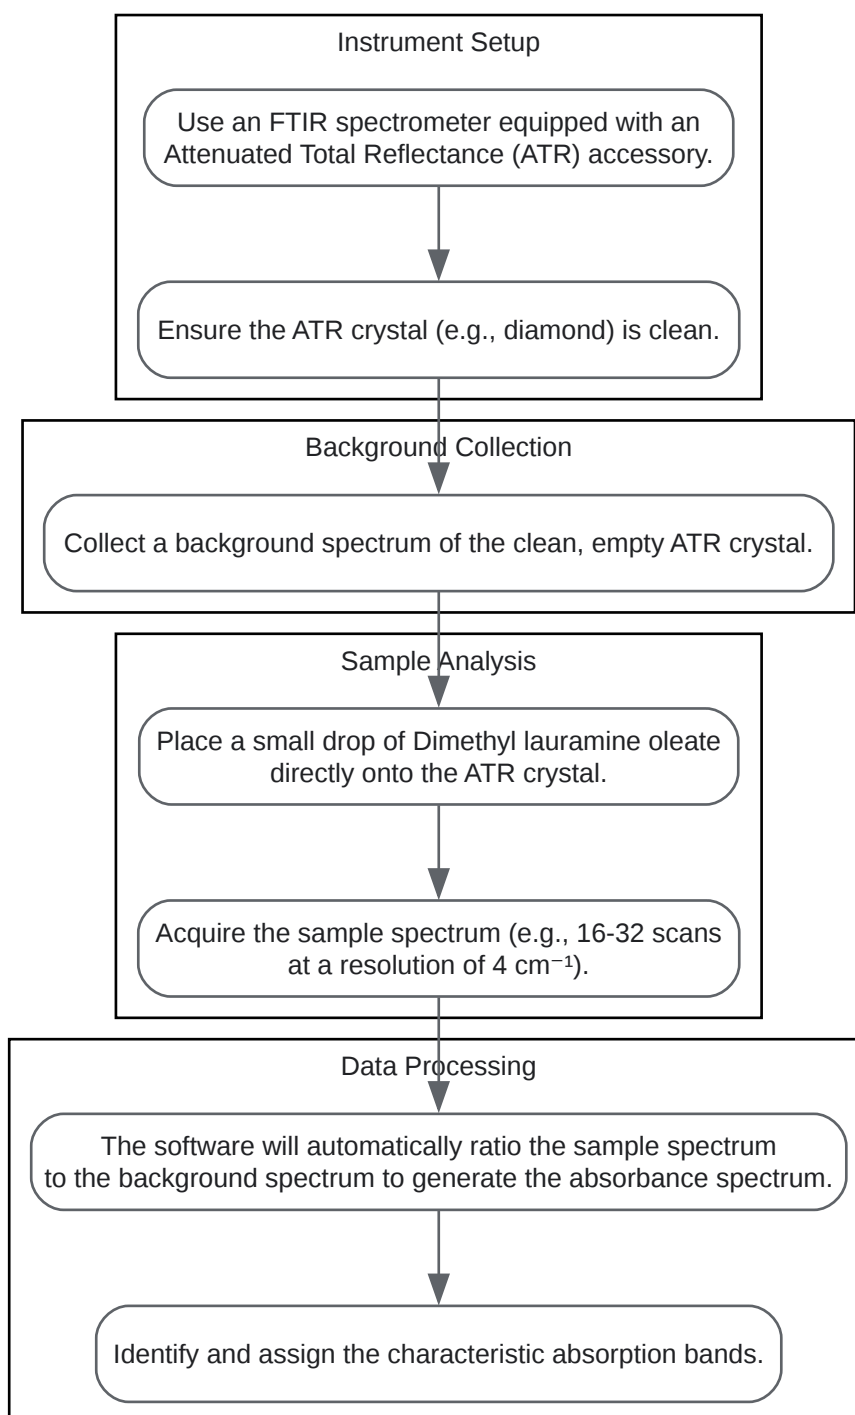 Instrument Setup
Use an FTIR spectrometer equipped with an
Attenuated Total Reflectance (ATR) accessory.
Ensure the ATR crystal (e.g., diamond) is clean.
Background Collection
Collect a background spectrum of the clean, empty ATR crystal.
Sample Analysis
Place a small drop of Dimethyl lauramine oleate
directly onto the ATR crystal.
Acquire the sample spectrum (e.g., 16-32 scans
at a resolution of 4 cm⁻¹).
Data Processing
The software will automatically ratio the sample spectrum
to the background spectrum to generate the absorbance spectrum.
Identify and assign the characteristic absorption bands.